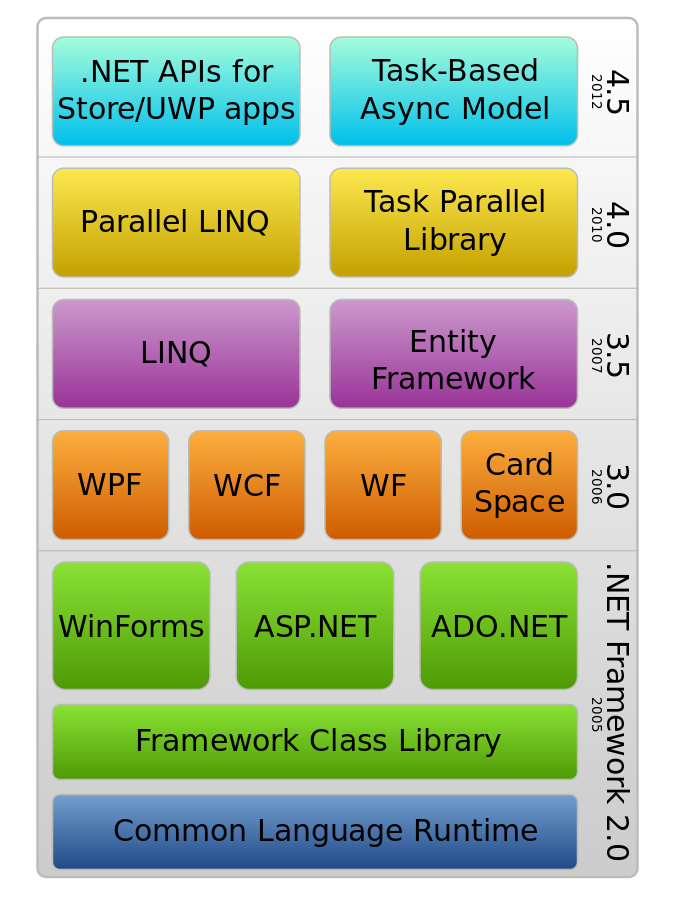 .NET APIs for
Store/UWP apps
Task-Based
Async Model
4.5
2012
Parallel LINQ
Task Parallel
Library
4.0
2010
LINQ
Entity
Framework
3.5
2007
WPF
WCF
WF
Card
Space
3.0
2006
WinForms
ASP.NET
ADO.NET
Framework Class Library
Common Language Runtime
.NET Framework 2.0
2005